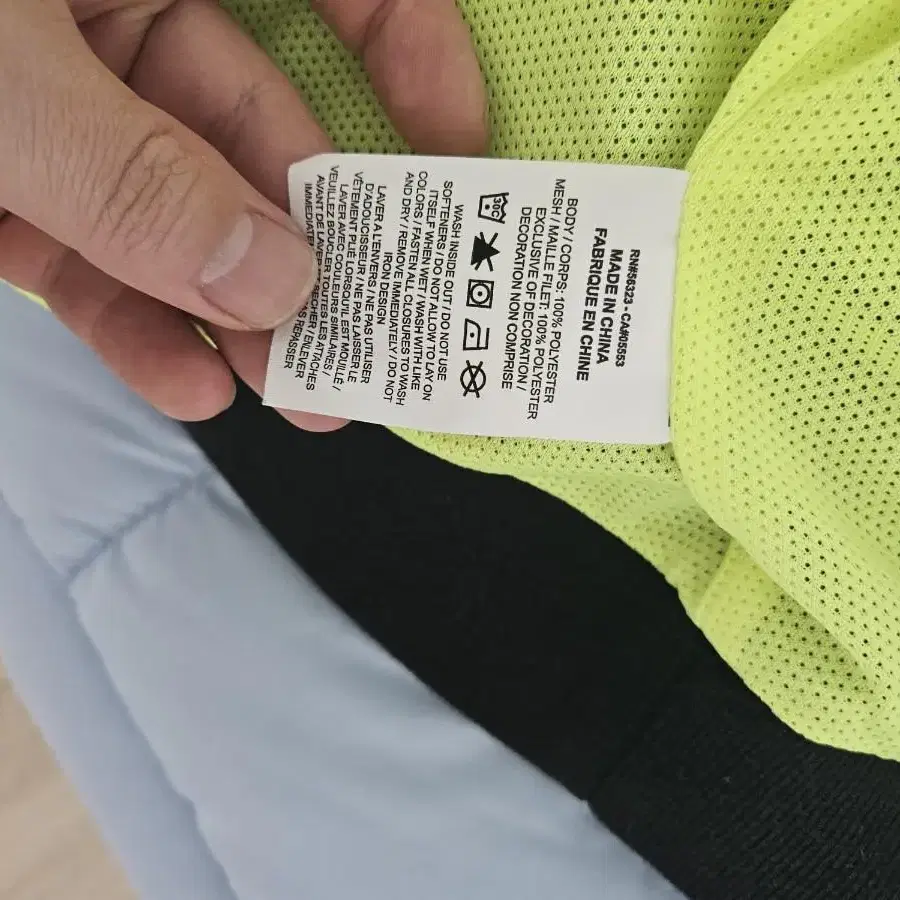 RN#56323 - CA#05553
MADE IN CHINA
FABRIQUE EN CHINE
BODY / CORPS: 100% POLYESTER
MESH / MAILLE FILET: 100% POLYESTER
EXCLUSIVE OF DECORATION /
DECORATION NON COMPRISE
30C
WASH INSIDE OUT / DO NOT USE
SOFTENERS / DO NOT ALLOW TO LAY ON
ITSELF WHEN WET / WASH WITH LIKE
COLORS / FASTEN ALL CLOSURES TO WASH
AND DRY / REMOVE IMMEDIATELY / DO NOT
IRON DESIGN
LAVER A L'ENVERS / NE PAS UTILISER
D'ADOUCISSEUR / NE PAS LAISSER LE
VÊTEMENT PLIÉ LORSQU'IL EST MOUILLÉ /
LAVER AVEC COULEURS SIMILAIRES /
VEUILLEZ BOUCLER TOUTES LES ATTACHES
AVANT DE LAVER ET SECHER / ENLEVER
REPASSER